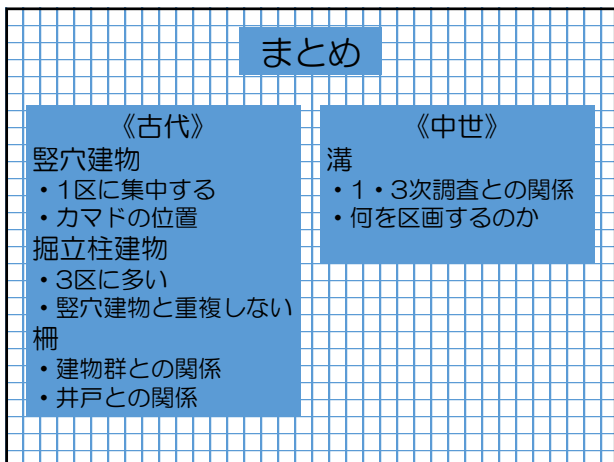 まとめ
《古代》
竪穴建物
・1区に集中する
・カマドの位置
掘立柱建物
・3区に多い
・竪穴建物と重複しない
柵
・建物群との関係
・井戸との関係
《中世》
溝
・1・3次調査との関係
・何を区画するのか